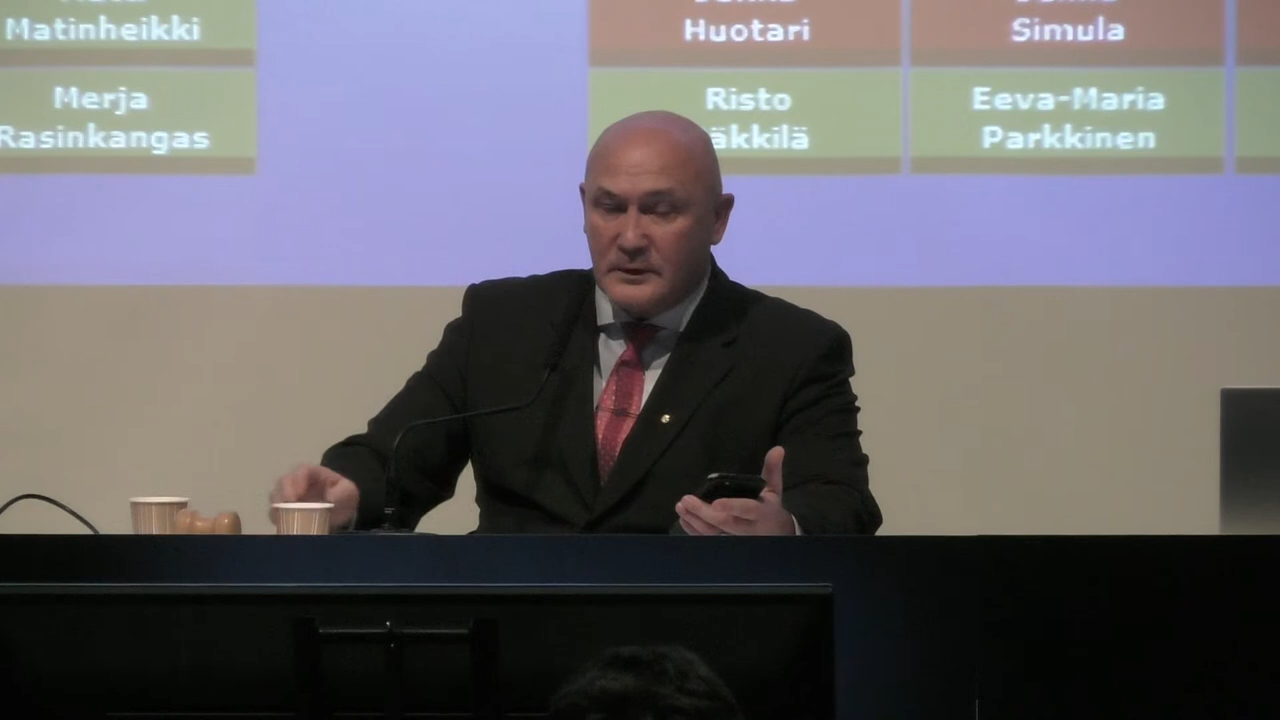 Matinheikki
Merja
Rasinkangas
Huotari
Risto
Simula
Eeva-Maria
Parkkinen